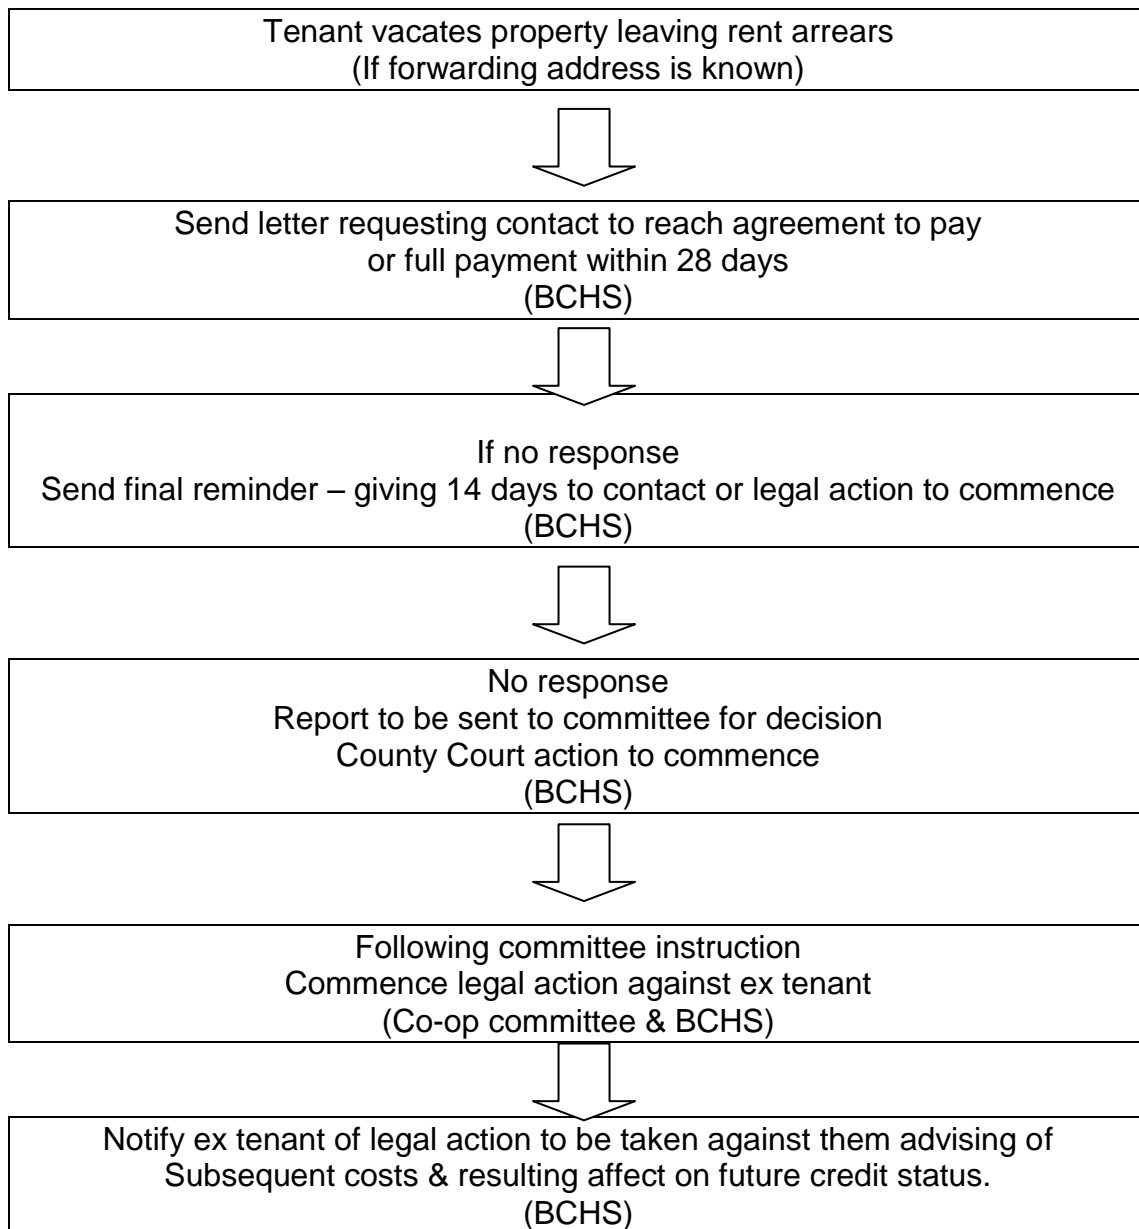 Tenant vacates property leaving rent arrears
(If forwarding address is known)
Send letter requesting contact to reach agreement to pay
or full payment within 28 days
(BCHS)
If no response
Send final reminder – giving 14 days to contact or legal action to commence
(BCHS)
No response
Report to be sent to committee for decision
County Court action to commence
(BCHS)
Following committee instruction
Commence legal action against ex tenant
(Co-op committee & BCHS)
Notify ex tenant of legal action to be taken against them advising of
Subsequent costs & resulting affect on future credit status.
(BCHS)